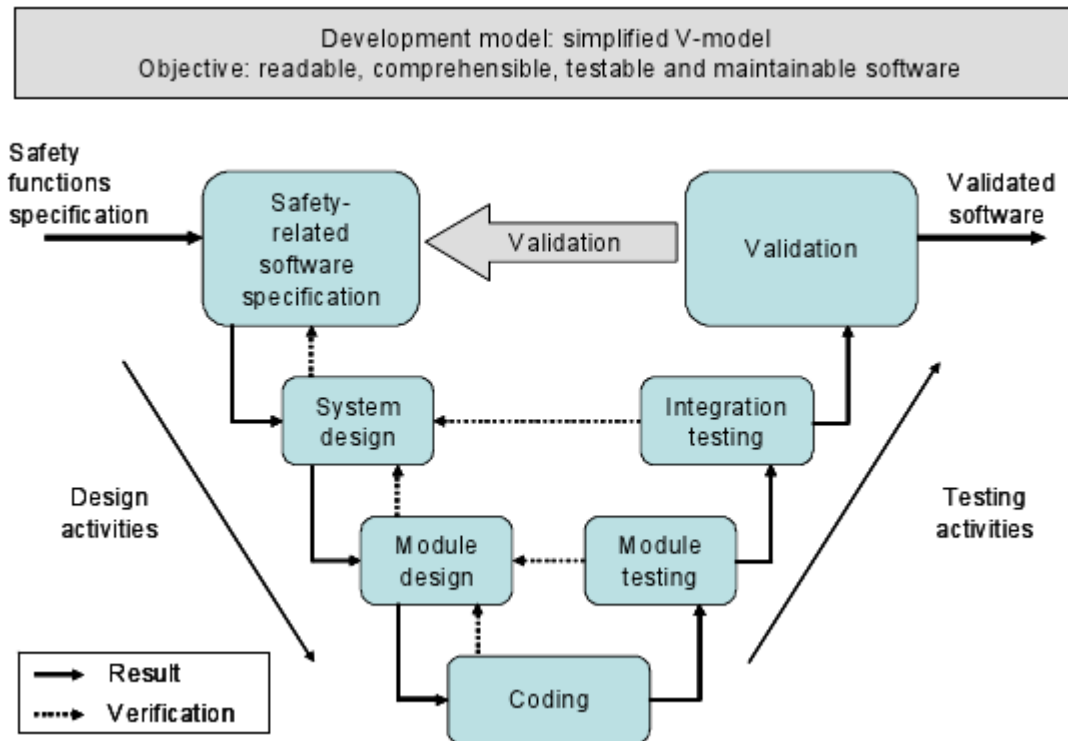 Development model: simplified V-model
Objective: readable, comprehensible, testable and maintainable software
Safety
functions
specification
Safety-
related
software
specification
Validation
Validation
Validated
software
System
design
Integration
testing
Design
activities
Module
design
Module
testing
Testing
activities
Coding
Result
Verification